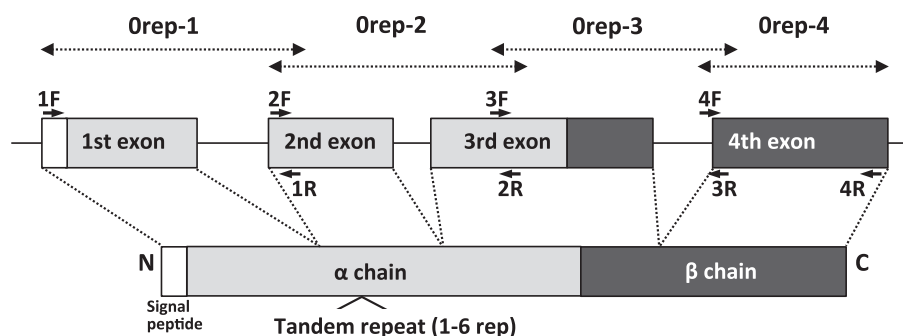 0rep-1
0rep-2
0rep-3
0rep-4
1F
2F
3F
4F
1st exon
2nd exon
3rd exon
4th exon
1R
2R
3R
4R
N
α chain
β chain
C
Signal
peptide
Tandem repeat (1-6 rep)